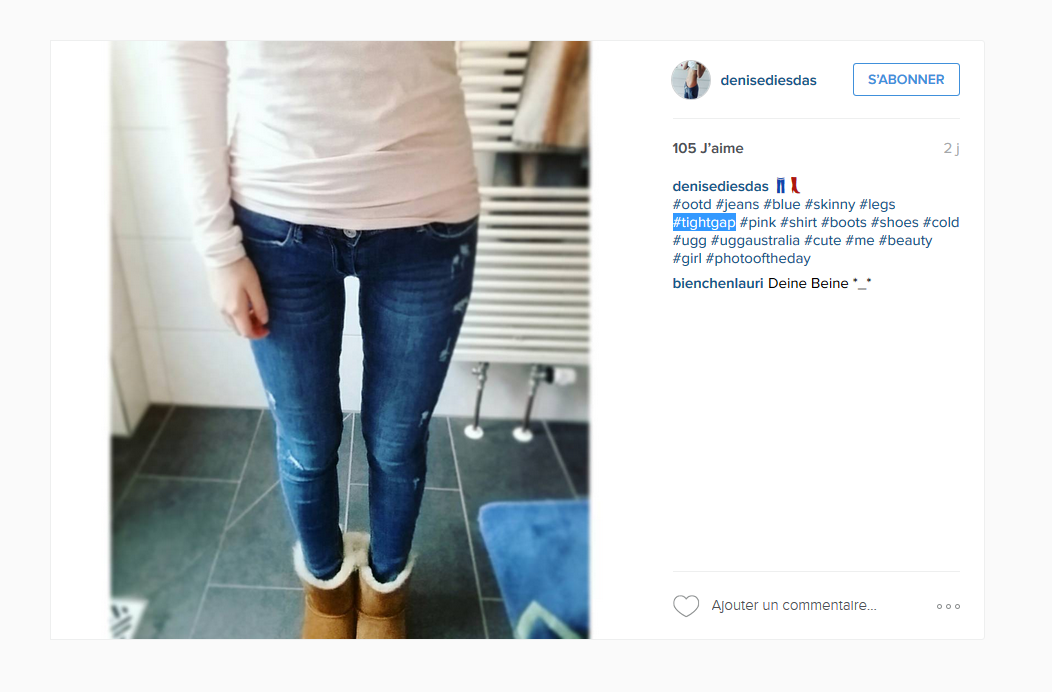 denisediesdas
S'ABONNER
105 J'aime
2 j
denisediesdas 👖👢
#ootd #jeans #blue #skinny #legs
#tightgap #pink #shirt #boots #shoes #cold
#ugg #uggaustralia #cute #me #beauty
#girl #photooftheday
bienchenlauri Deine Beine *_*
Ajouter un commentaire...